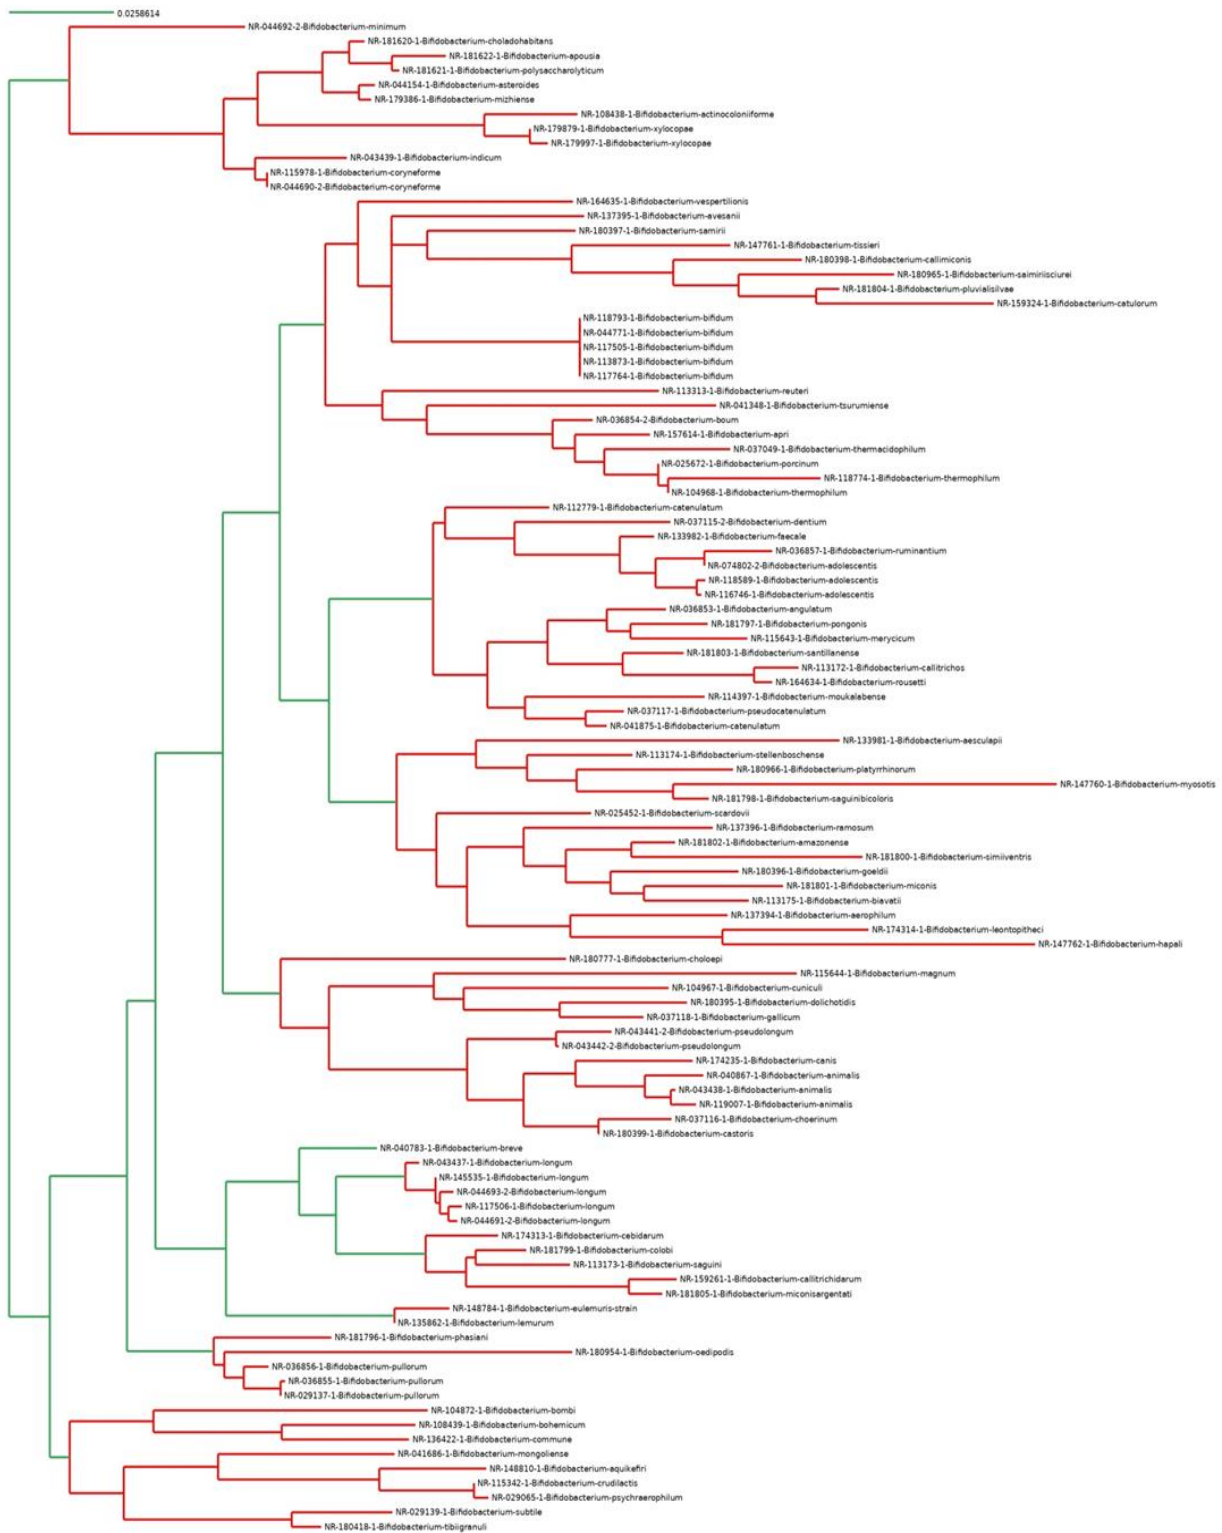 0.0258614
NR-044692-2-Bifidobacterium-minimum
NR-181620-1-Bifidobacterium-choladohabitans
NR-181622-1-Bifidobacterium-apousia
NR-181621-1-Bifidobacterium-polysaccharolyticum
NR-044154-1-Bifidobacterium-asteroides
NR-179386-1-Bifidobacterium-mizhiense
NR-108438-1-Bifidobacterium-actinocoloniiforme
NR-179879-1-Bifidobacterium-xylocopae
NR-179997-1-Bifidobacterium-xylocopae
NR-043439-1-Bifidobacterium-indicum
NR-115978-1-Bifidobacterium-coryneforme
NR-044690-2-Bifidobacterium-coryneforme
NR-164635-1-Bifidobacterium-vespertilionis
NR-137395-1-Bifidobacterium-avesanii
NR-180397-1-Bifidobacterium-samirii
NR-147761-1-Bifidobacterium-tissieri
NR-180398-1-Bifidobacterium-callimiconis
NR-180965-1-Bifidobacterium-saimiriisciurei
NR-181804-1-Bifidobacterium-pluvialisilvae
NR-159324-1-Bifidobacterium-catulorum
NR-118793-1-Bifidobacterium-bifidum
NR-044771-1-Bifidobacterium-bifidum
NR-117505-1-Bifidobacterium-bifidum
NR-113873-1-Bifidobacterium-bifidum
NR-117764-1-Bifidobacterium-bifidum
NR-113313-1-Bifidobacterium-reuteri
NR-041348-1-Bifidobacterium-tsurumiense
NR-036854-2-Bifidobacterium-boum
NR-157614-1-Bifidobacterium-apri
NR-037049-1-Bifidobacterium-thermacidophilum
NR-025672-1-Bifidobacterium-porcinum
NR-118774-1-Bifidobacterium-thermophilum
NR-104968-1-Bifidobacterium-thermophilum
NR-112779-1-Bifidobacterium-catenulatum
NR-037115-2-Bifidobacterium-dentium
NR-133982-1-Bifidobacterium-faecale
NR-036857-1-Bifidobacterium-ruminantium
NR-074802-2-Bifidobacterium-adolescentis
NR-118589-1-Bifidobacterium-adolescentis
NR-116746-1-Bifidobacterium-adolescentis
NR-036853-1-Bifidobacterium-angulatum
NR-181797-1-Bifidobacterium-pongonis
NR-115643-1-Bifidobacterium-merycicum
NR-181803-1-Bifidobacterium-santillanense
NR-113172-1-Bifidobacterium-callitrichos
NR-164634-1-Bifidobacterium-rousetti
NR-114397-1-Bifidobacterium-moukalabense
NR-037117-1-Bifidobacterium-pseudocatenulatum
NR-041875-1-Bifidobacterium-catenulatum
NR-133981-1-Bifidobacterium-aesculapii
NR-113174-1-Bifidobacterium-stellenboschense
NR-180966-1-Bifidobacterium-platyrrhinorum
NR-147760-1-Bifidobacterium-myosotis
NR-181798-1-Bifidobacterium-saguinibicoloris
NR-025452-1-Bifidobacterium-scardovii
NR-137396-1-Bifidobacterium-ramosum
NR-181802-1-Bifidobacterium-amazonense
NR-181800-1-Bifidobacterium-simiiventris
NR-180396-1-Bifidobacterium-goeldii
NR-181801-1-Bifidobacterium-miconis
NR-113175-1-Bifidobacterium-biavatii
NR-137394-1-Bifidobacterium-aerophilum
NR-174314-1-Bifidobacterium-leontopitheci
NR-147762-1-Bifidobacterium-hapali
NR-180777-1-Bifidobacterium-choloepi
NR-115644-1-Bifidobacterium-magnum
NR-104967-1-Bifidobacterium-cuniculi
NR-180395-1-Bifidobacterium-dolichotidis
NR-037118-1-Bifidobacterium-gallicum
NR-043441-2-Bifidobacterium-pseudolongum
NR-043442-2-Bifidobacterium-pseudolongum
NR-174235-1-Bifidobacterium-canis
NR-040867-1-Bifidobacterium-animalis
NR-043438-1-Bifidobacterium-animalis
NR-119007-1-Bifidobacterium-animalis
NR-037116-1-Bifidobacterium-choerinum
NR-180399-1-Bifidobacterium-castoris
NR-040783-1-Bifidobacterium-breve
NR-043437-1-Bifidobacterium-longum
NR-145535-1-Bifidobacterium-longum
NR-044693-2-Bifidobacterium-longum
NR-117506-1-Bifidobacterium-longum
NR-044691-2-Bifidobacterium-longum
NR-174313-1-Bifidobacterium-cebidarum
NR-181799-1-Bifidobacterium-colobi
NR-113173-1-Bifidobacterium-saguini
NR-159261-1-Bifidobacterium-callitrichidarum
NR-181805-1-Bifidobacterium-miconisargentati
NR-148784-1-Bifidobacterium-eulemuris-strain
NR-135862-1-Bifidobacterium-lemurum
NR-181796-1-Bifidobacterium-phasiani
NR-180954-1-Bifidobacterium-oedipodis
NR-036856-1-Bifidobacterium-pullorum
NR-036855-1-Bifidobacterium-pullorum
NR-029137-1-Bifidobacterium-pullorum
NR-104872-1-Bifidobacterium-bombi
NR-108439-1-Bifidobacterium-bohemicum
NR-136422-1-Bifidobacterium-commune
NR-041686-1-Bifidobacterium-mongoliense
NR-148810-1-Bifidobacterium-aquikefiri
NR-115342-1-Bifidobacterium-crudilactis
NR-029065-1-Bifidobacterium-psychraerophilum
NR-029139-1-Bifidobacterium-subtile
NR-180418-1-Bifidobacterium-tibiigranuli